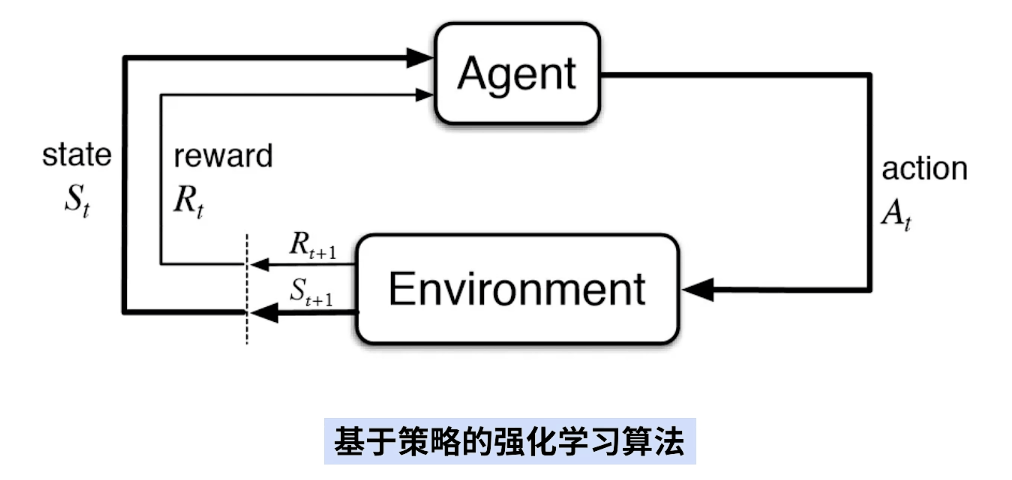 Agent
state
S_t
reward
R_t
action
A_t
R_{t+1}
S_{t+1}
Environment
基于策略的强化学习算法